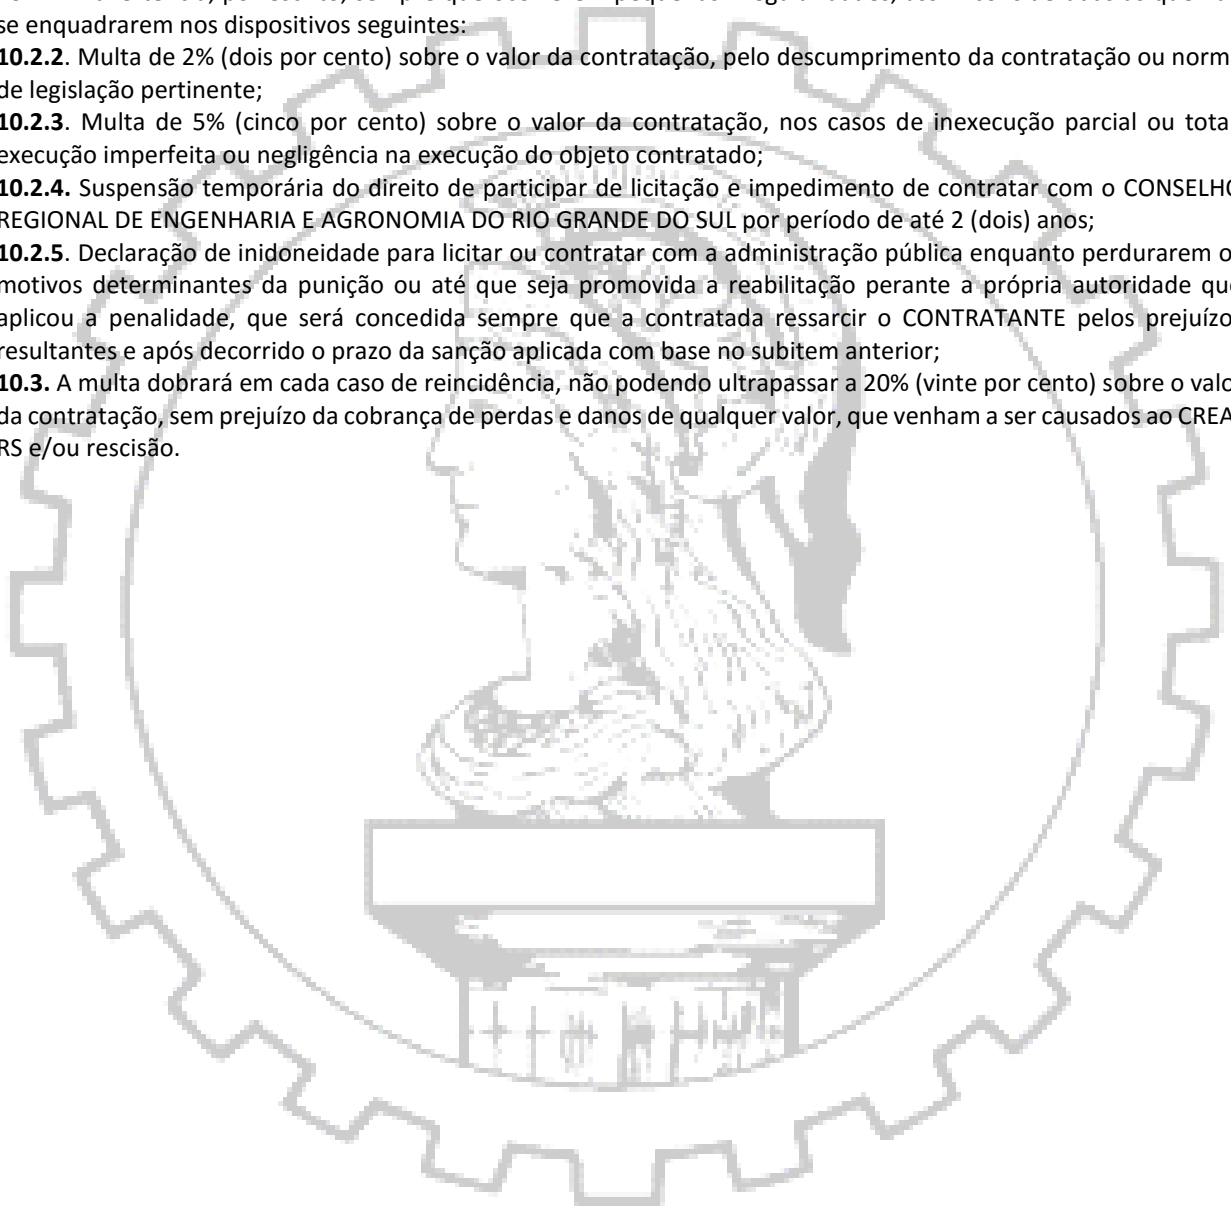 se enquadrarem nos dispositivos seguintes:
10.2.2. Multa de 2% (dois por cento) sobre o valor da contratação, pelo descumprimento da contratação ou norm
de legislação pertinente;
10.2.3. Multa de 5% (cinco por cento) sobre o valor da contratação, nos casos de inexecução parcial ou tota
execução imperfeita ou negligência na execução do objeto contratado;
10.2.4. Suspensão temporária do direito de participar de licitação e impedimento de contratar com o CONSELHO
REGIONAL DE ENGENHARIA E AGRONOMIA DO RIO GRANDE DO SUL por período de até 2 (dois) anos;
10.2.5. Declaração de inidoneidade para licitar ou contratar com a administração pública enquanto perdurarem o
motivos determinantes da punição ou até que seja promovida a reabilitação perante a própria autoridade que
aplicou a penalidade, que será concedida sempre que a contratada ressarcir o CONTRATANTE pelos prejuízo
resultantes e após decorrido o prazo da sanção aplicada com base no subitem anterior;
10.3. A multa dobrará em cada caso de reincidência, não podendo ultrapassar a 20% (vinte por cento) sobre o valo
da contratação, sem prejuízo da cobrança de perdas e danos de qualquer valor, que venham a ser causados ao CREA
RS e/ou rescisão.